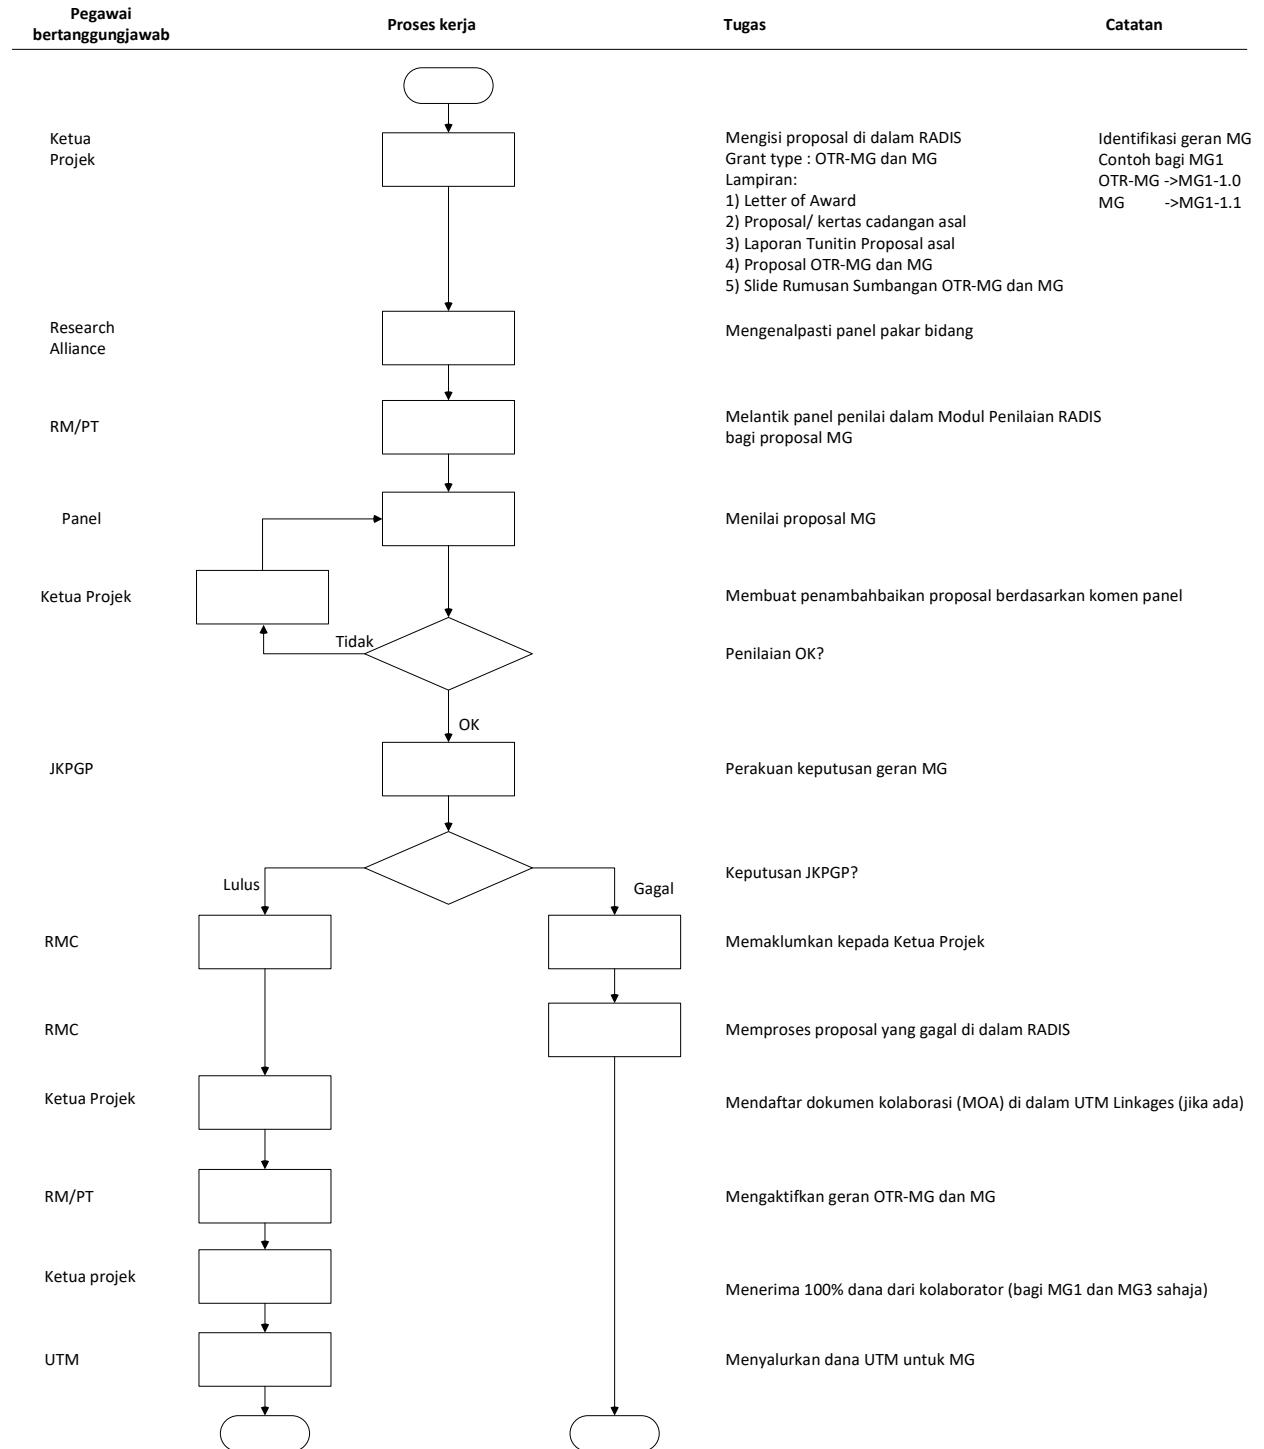 Pegawai
bertanggungjawab
Proses kerja
Tugas
Catatan
Ketua
Projek
Mengisi proposal di dalam RADIS
Grant type : OTR-MG dan MG
Lampiran:
1) Letter of Award
2) Proposal/ kertas cadangan asal
3) Laporan Tunitin Proposal asal
4) Proposal OTR-MG dan MG
5) Slide Rumusan Sumbangan OTR-MG dan MG
Identifikasi geran MG
Contoh bagi MG1
OTR-MG ->MG1-1.0
MG ->MG1-1.1
Research
Alliance
Mengenalpasti panel pakar bidang
RM/PT
Melantik panel penilai dalam Modul Penilaian RADIS
bagi proposal MG
Panel
Menilai proposal MG
Ketua Projek
Membuat penambahbaikan proposal berdasarkan komen panel
Tidak
Penilaian OK?
OK
JKPGP
Perakuan keputusan geran MG
Keputusan JKPGP?
Lulus
Gagal
RMC
Memaklumkan kepada Ketua Projek
RMC
Memproses proposal yang gagal di dalam RADIS
Ketua Projek
Mendaftar dokumen kolaborasi (MOA) di dalam UTM Linkages (jika ada)
RM/PT
Mengaktifkan geran OTR-MG dan MG
Ketua projek
Menerima 100% dana dari kolaborator (bagi MG1 dan MG3 sahaja)
UTM
Menyalurkan dana UTM untuk MG